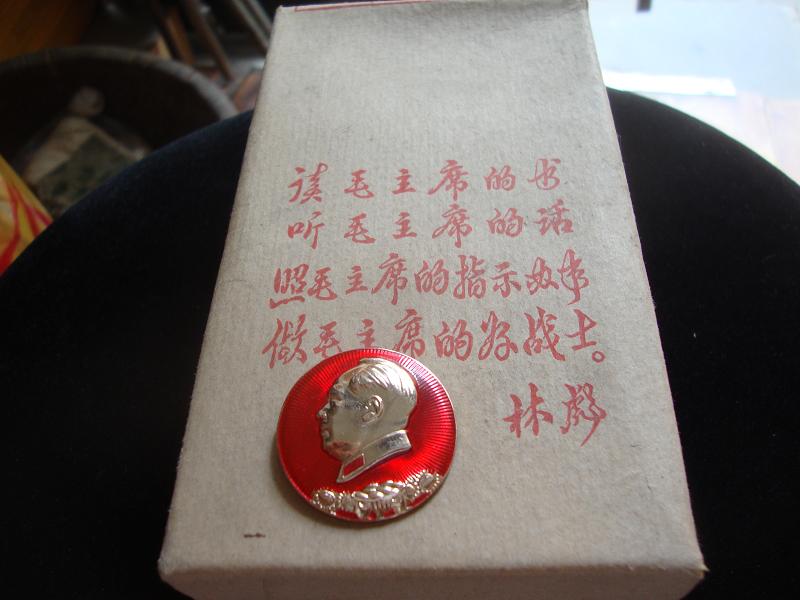 读毛主席的书
听毛主席的话
照毛主席的指示办事
做毛主席的好战士。
林彪